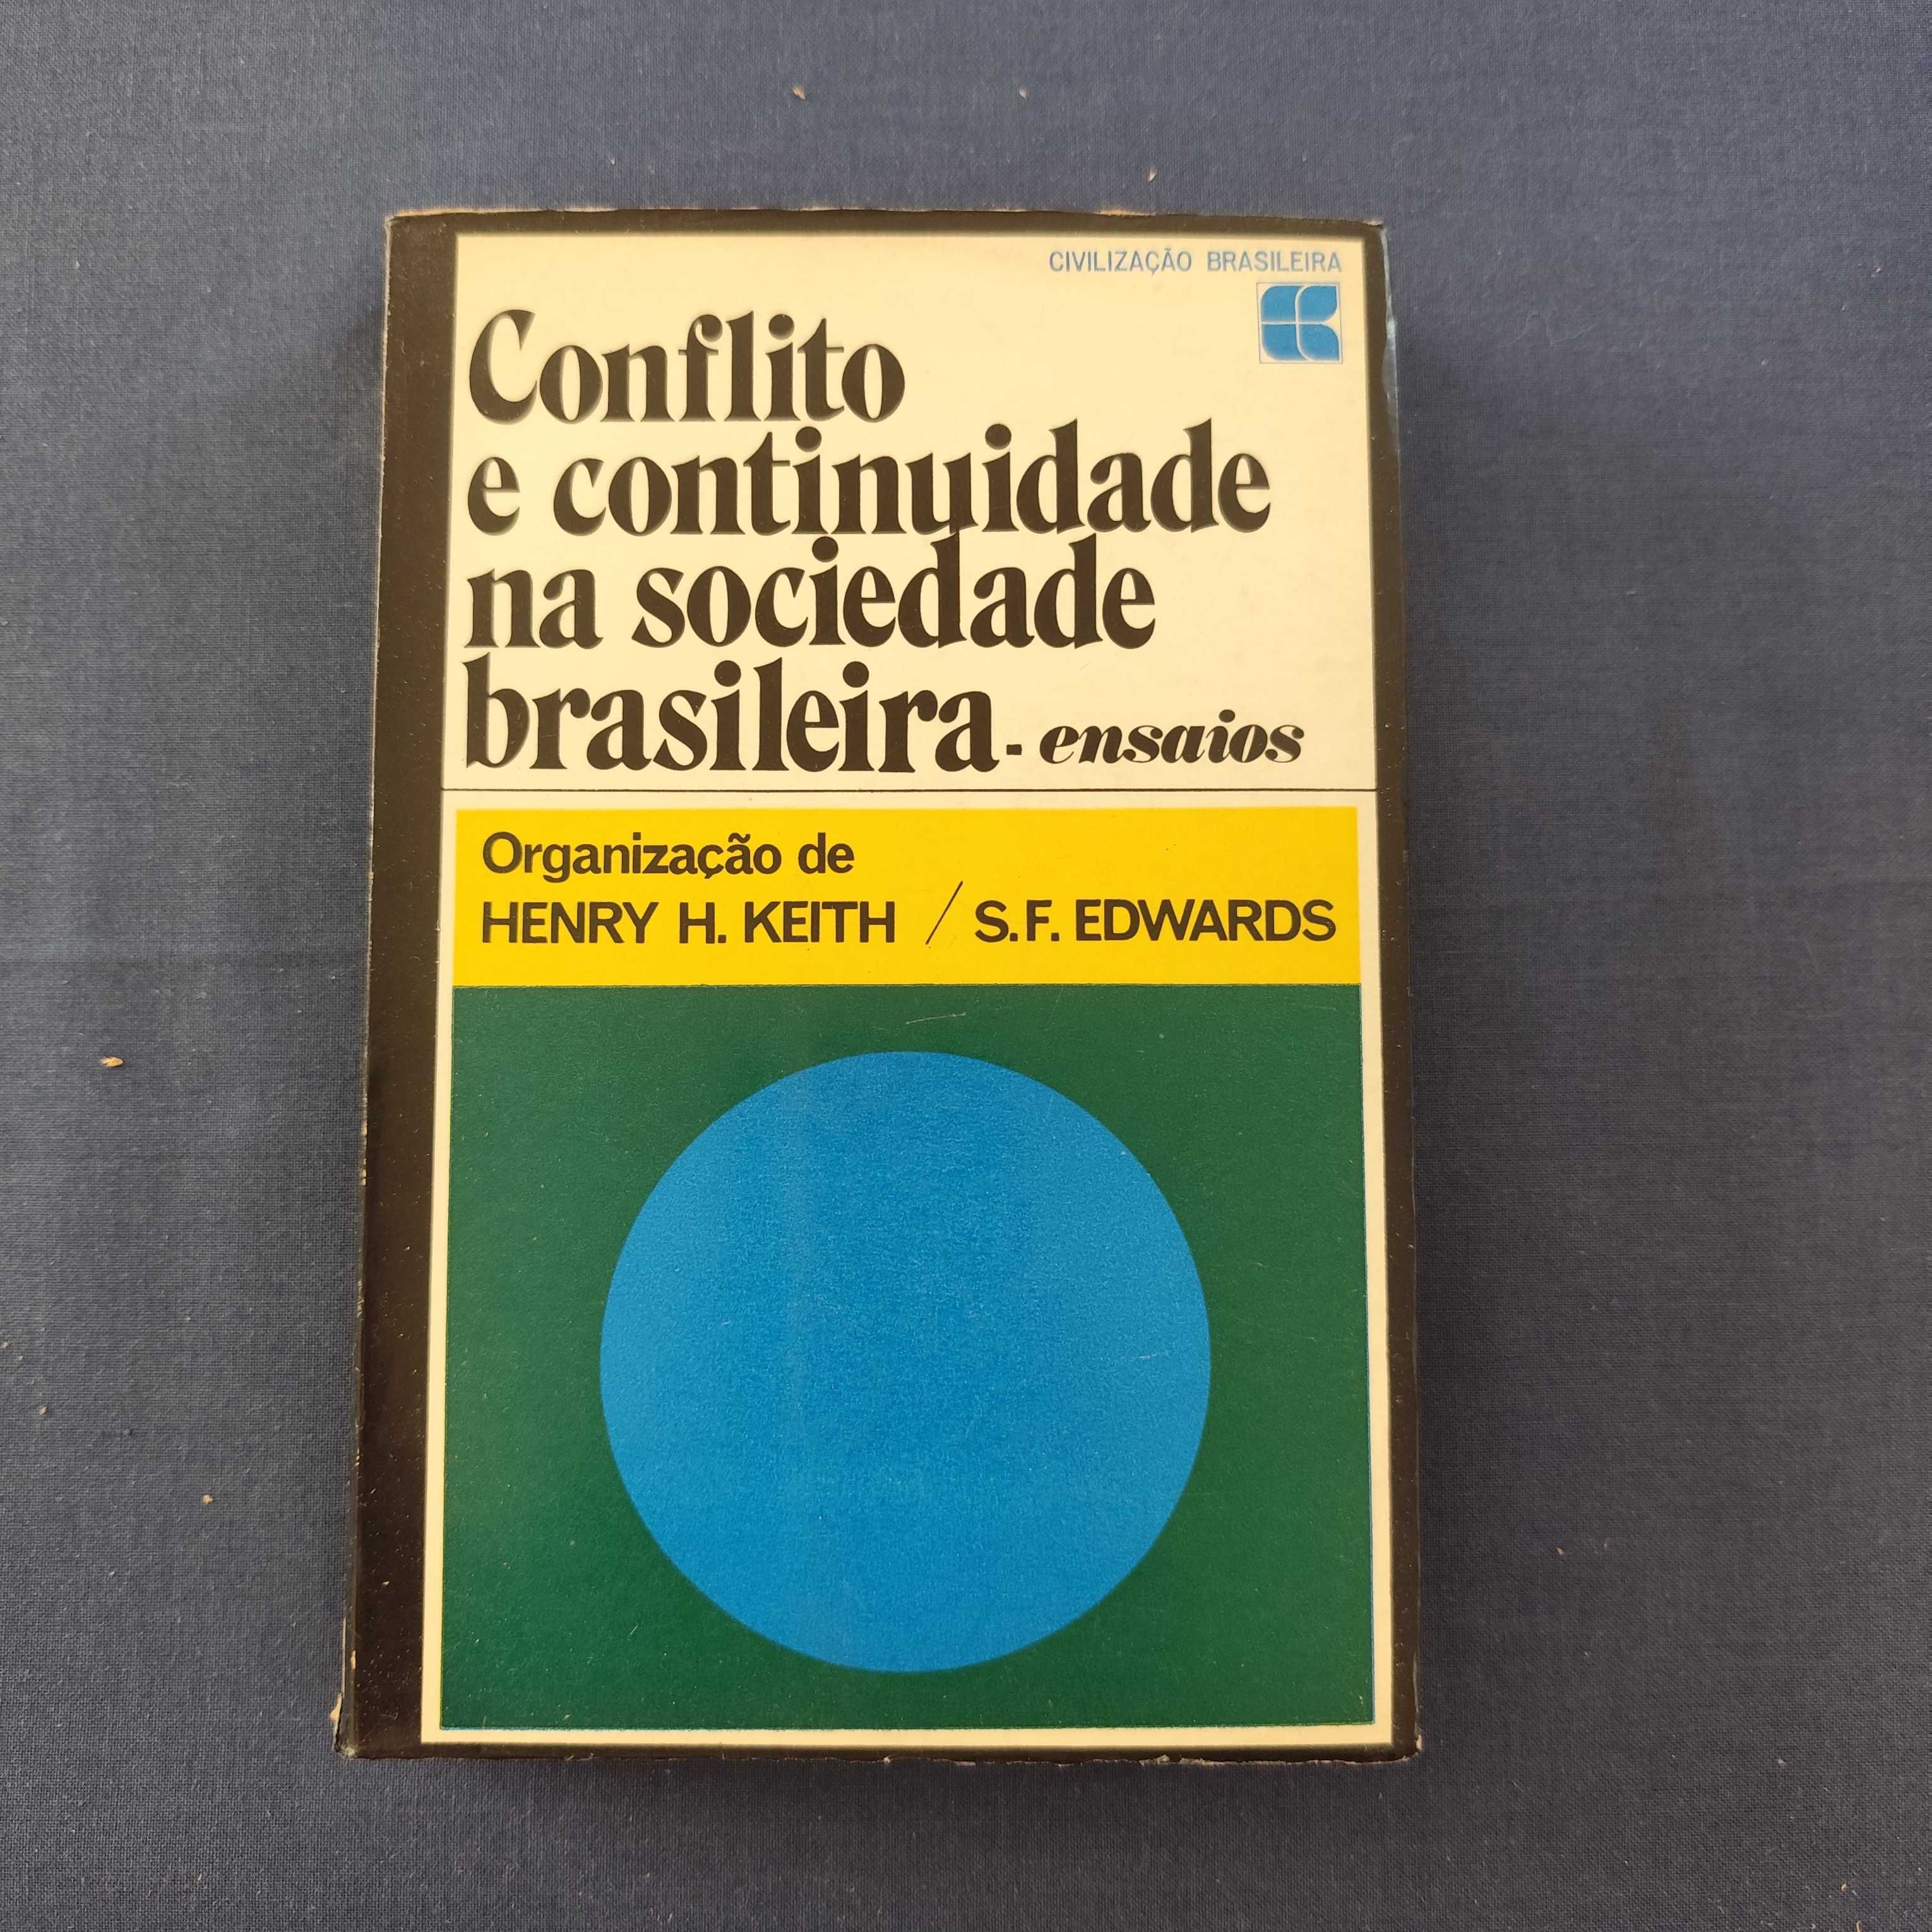 CIVILIZAÇÃO BRASILEIRA
Conflito
e continuidade
na sociedade
brasileira - ensaios
Organização de
HENRY H. KEITH / S.F. EDWARDS